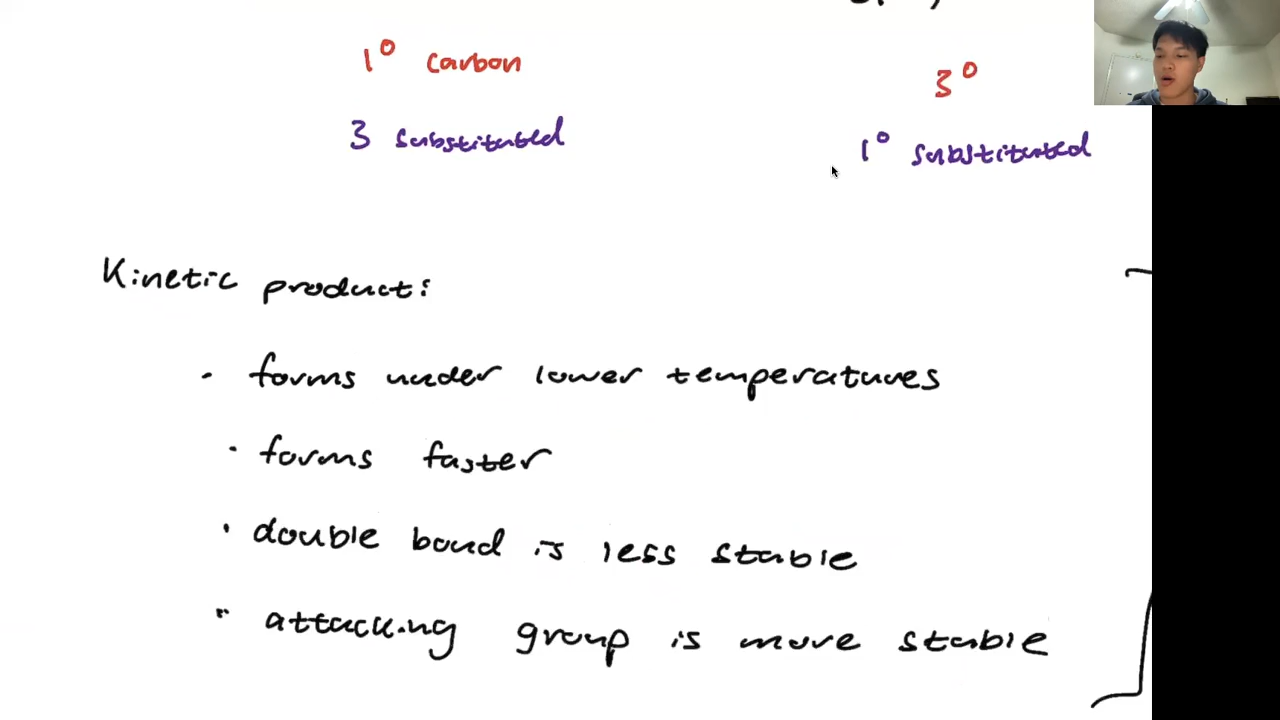 1° carbon
3°
3 substituted
1° substituted
Kinetic product:
· forms under lower temperatures
· forms faster
· double bond is less stable
· attacking group is more stable